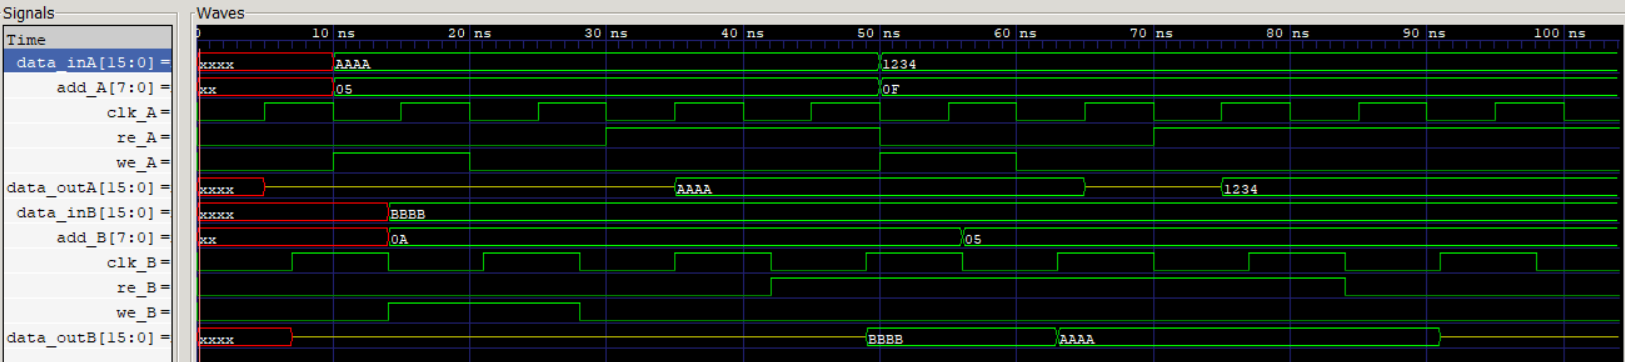 Signals
Waves
Time
0 10 ns 20 ns 30 ns 40 ns 50 ns 60 ns 70 ns 80 ns 90 ns 100 ns
data_inA[15:0] = xxxx AAAA 1234
add_A[7:0] = xx 05 0F
clk_A =
re_A =
we_A =
data_outA[15:0] = xxxx AAAA 1234
data_inB[15:0] = xxxx BBBB
add_B[7:0] = xx 0A 05
clk_B =
re_B =
we_B =
data_outB[15:0] = xxxx BBBB AAAA